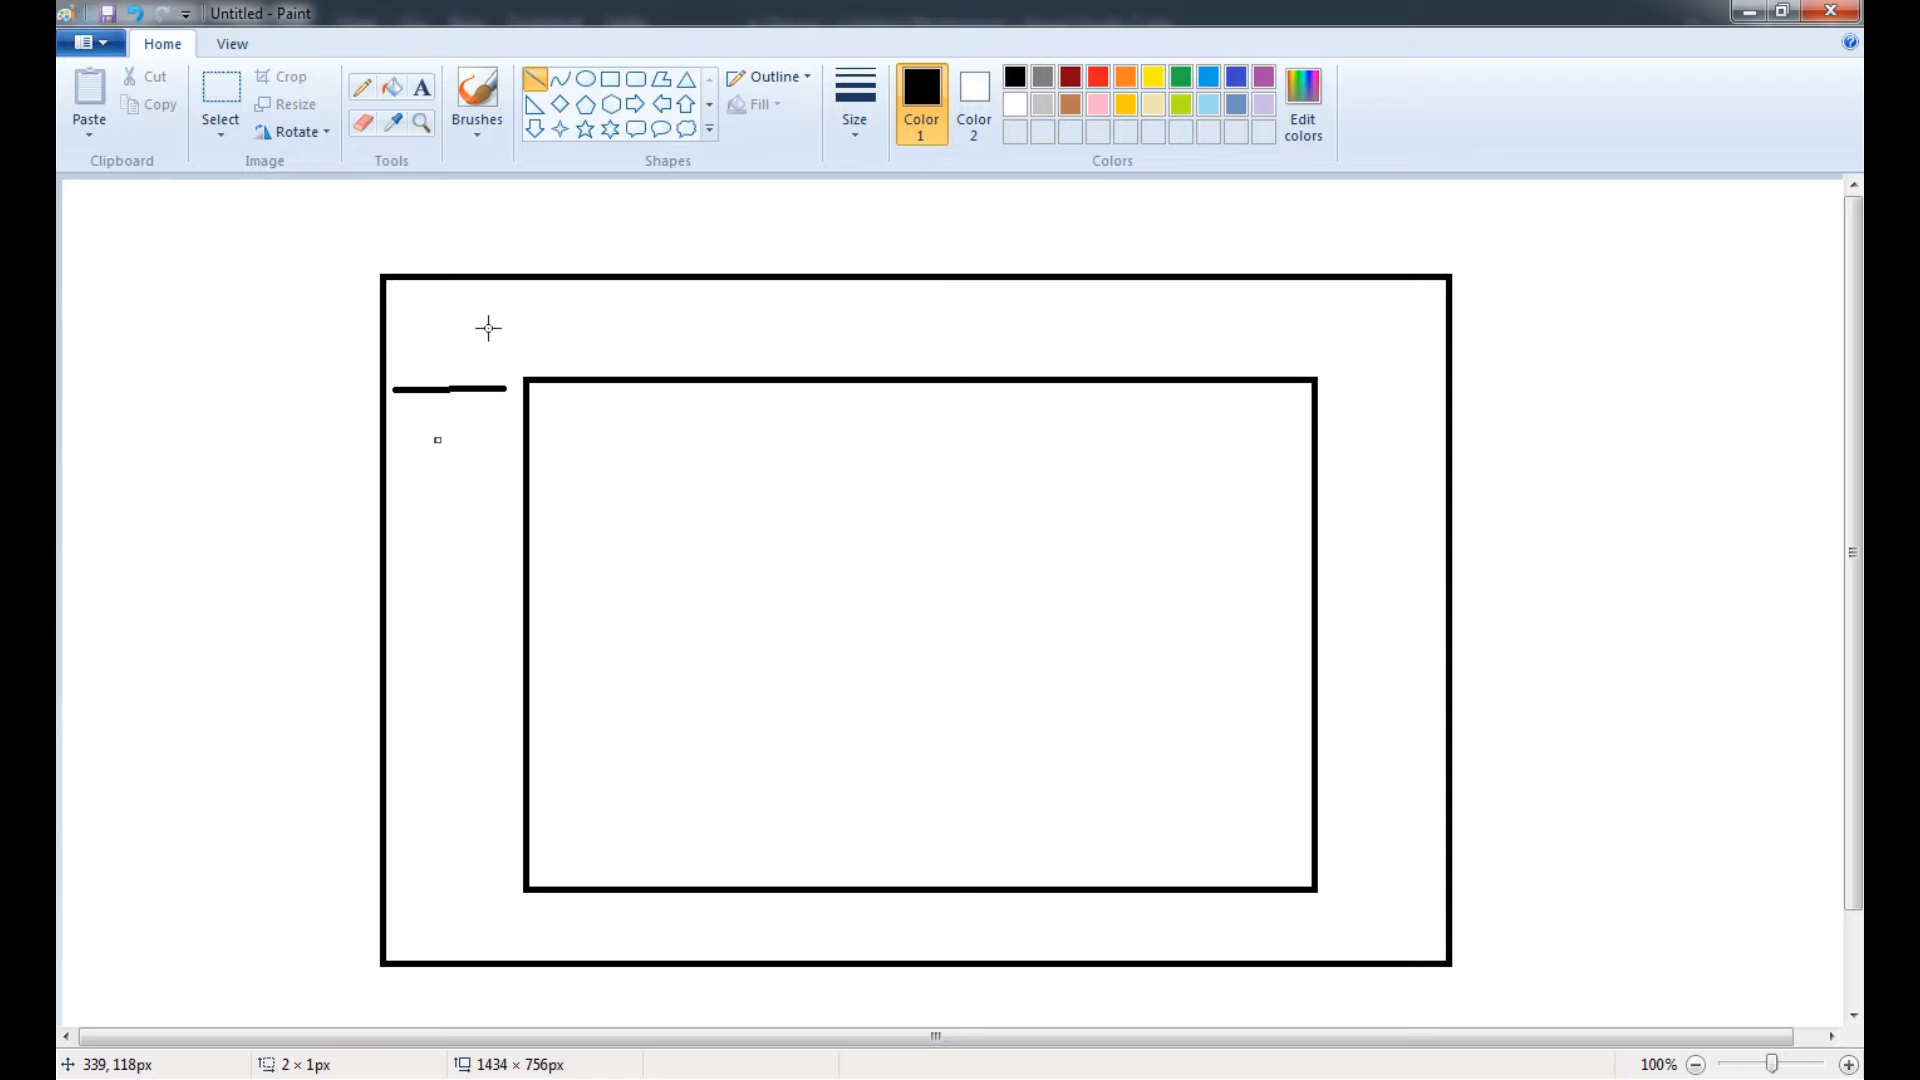 Untitled - Paint
Home View
Paste
Cut
Copy
Clipboard
Select
Crop
Resize
Rotate
Image
A
Tools
Brushes
Shapes
Outline
Fill
Size
Color
1
Color
2
Edit
colors
Colors
339, 118px
2 × 1px
1434 × 756px
100%